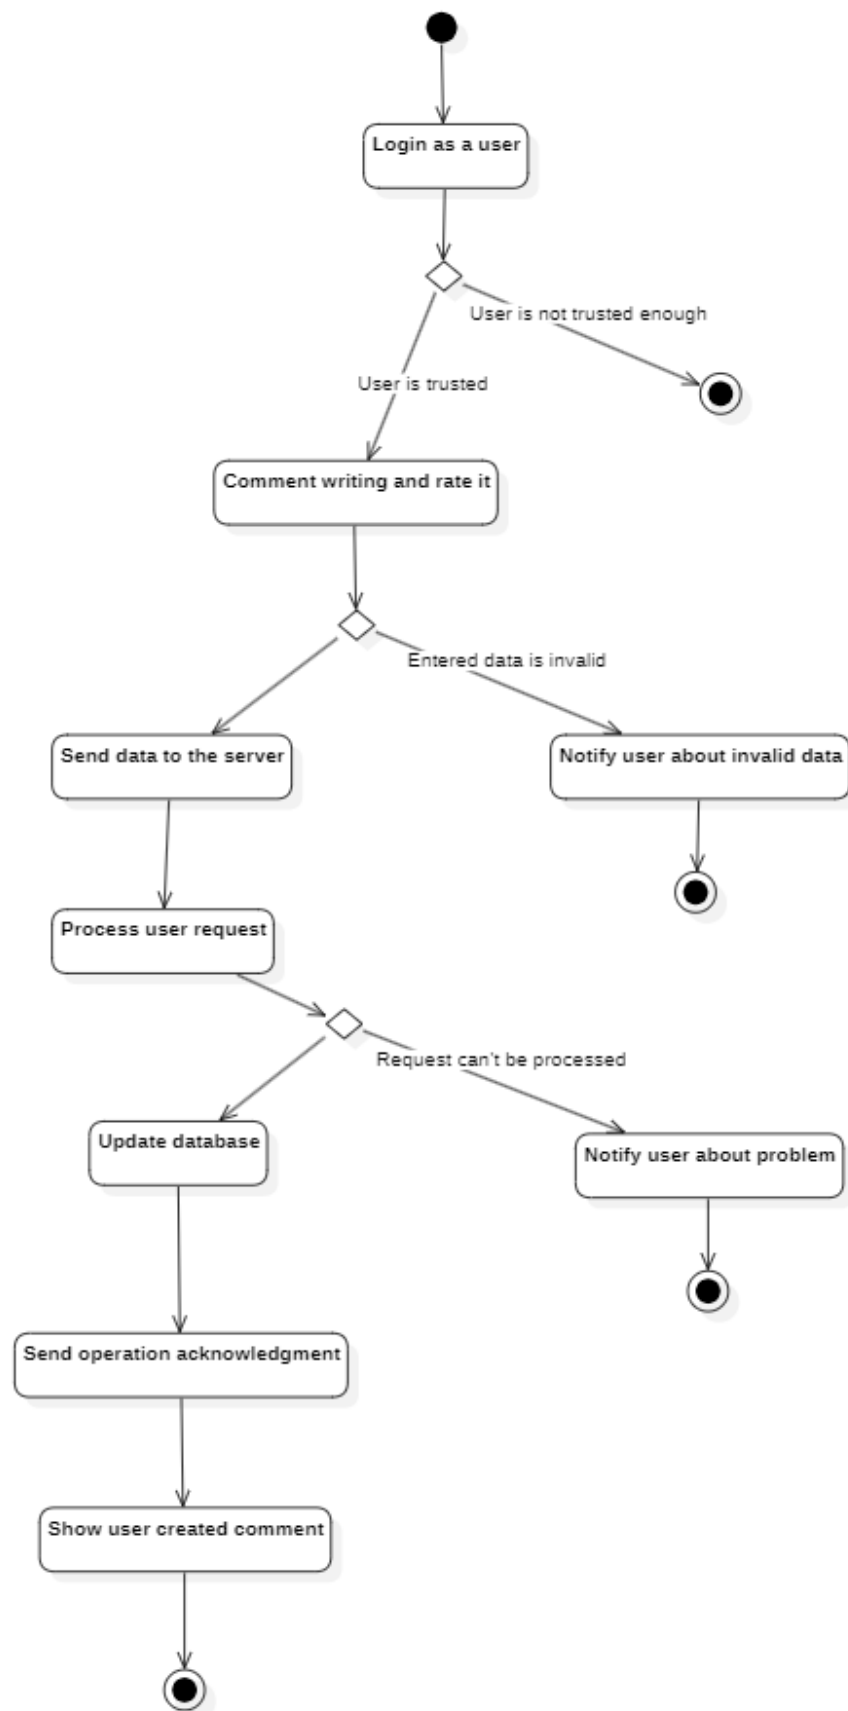 Login as a user
User is not trusted enough
User is trusted
Comment writing and rate it
Entered data is invalid
Send data to the server
Notify user about invalid data
Process user request
Request can't be processed
Update database
Notify user about problem
Send operation acknowledgment
Show user created comment